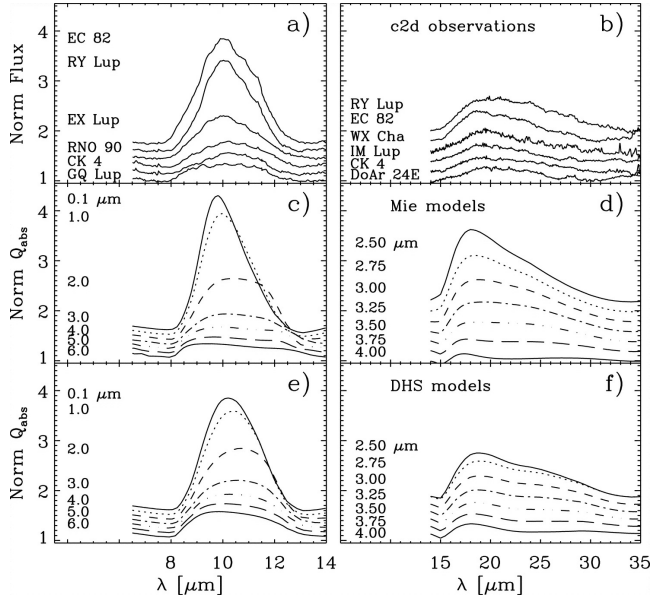 a)
EC 82
RY Lup
EX Lup
RNO 90
CK 4
GQ Lup
Norm Flux
4
3
2
1
b)
c2d observations
RY Lup
EC 82
WX Cha
IM Lup
CK 4
DoAr 24E
c)
0.1 μm
1.0
2.0
3.0
4.0
5.0
6.0
Norm Qabs
4
3
2
1
d)
Mie models
2.50 μm
2.75
3.00
3.25
3.50
3.75
4.00
e)
0.1 μm
1.0
2.0
3.0
4.0
5.0
6.0
Norm Qabs
4
3
2
1
8 10 12 14
λ [μm]
f)
DHS models
2.50 μm
2.75
3.00
3.25
3.50
3.75
4.00
15 20 25 30 35
λ [μm]